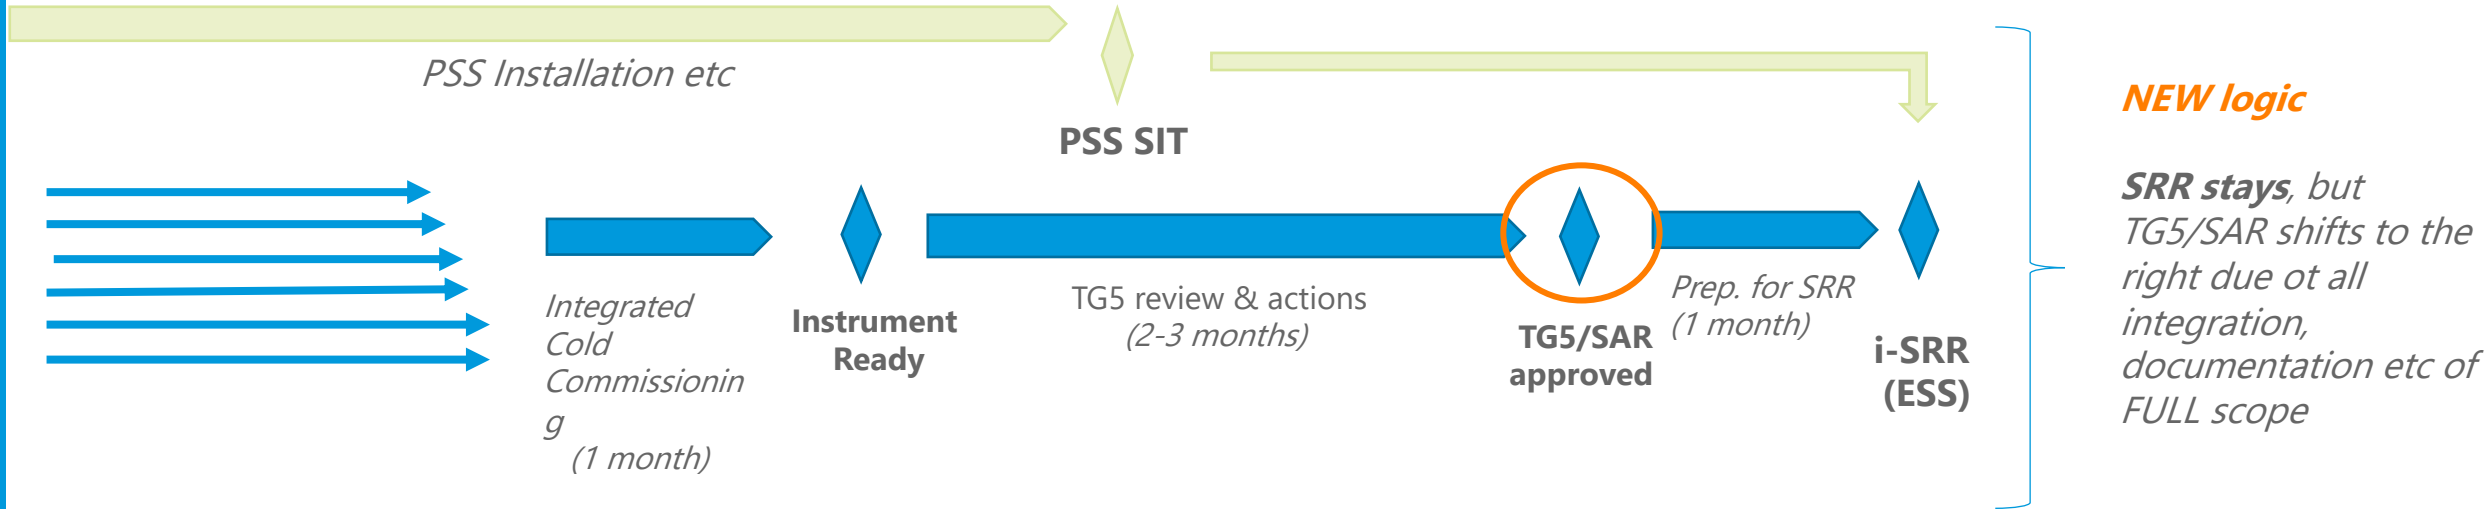 PSS Installation etc
PSS SIT
Integrated
Cold
Commissionin
g
(1 month)
Instrument
Ready
TG5 review & actions
(2-3 months)
TG5/SAR
approved
Prep. for SRR
(1 month)
i-SRR
(ESS)
NEW logic
SRR stays, but
TG5/SAR shifts to the
right due ot all
integration,
documentation etc of
FULL scope